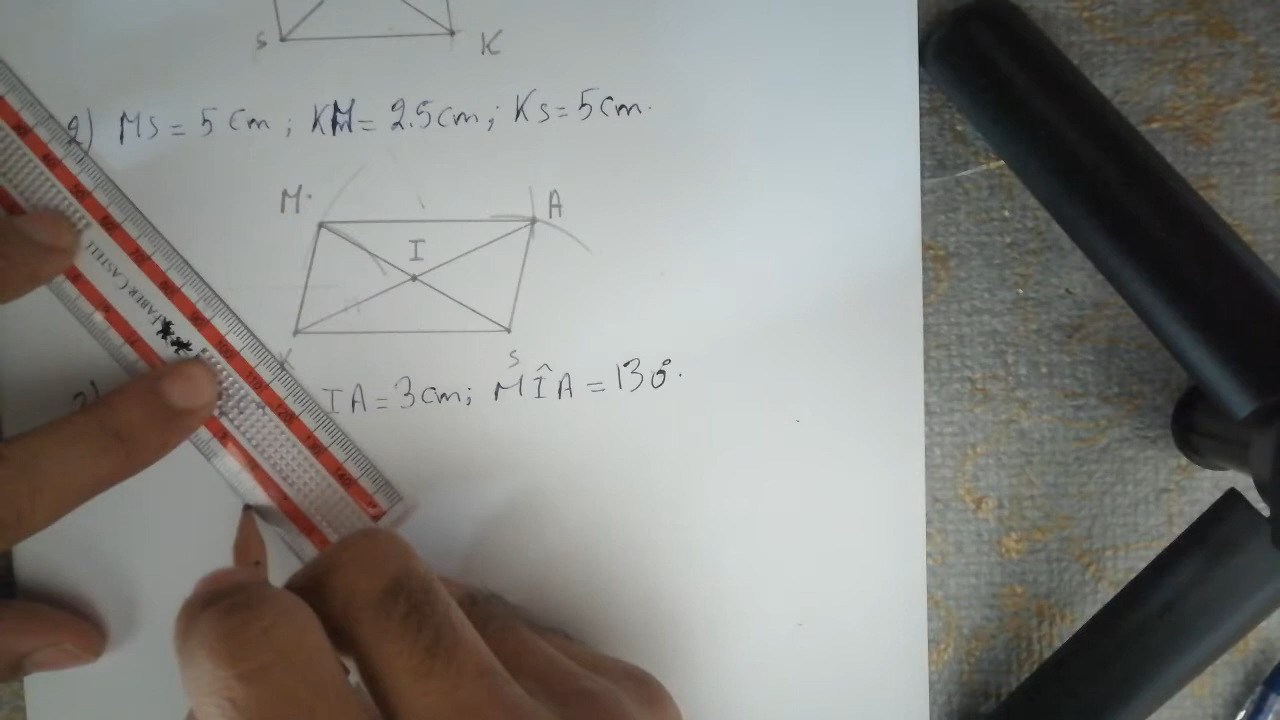 S K
2) MS = 5 cm ; KM = 2.5 cm ; KS = 5 cm.
M. A
I
K S
IA = 3 cm; MÎA = 130°.
FABER CASTELL